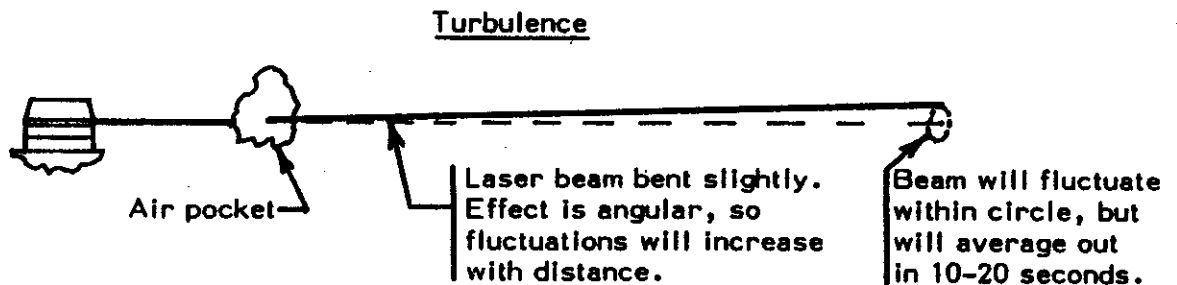 Turbulence
Air pocket
Laser beam bent slightly.
Effect is angular, so
fluctuations will increase
with distance.
Beam will fluctuate
within circle, but
will average out
in 10-20 seconds.